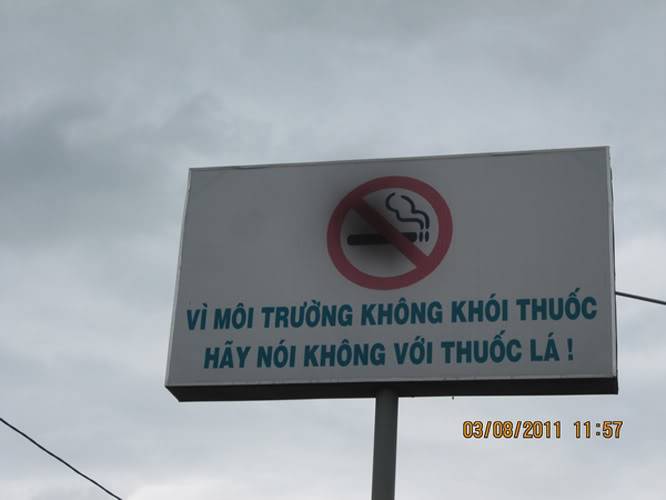 VÌ MÔI TRƯỜNG KHÔNG KHÓI THUỐC
HÃY NÓI KHÔNG VỚI THUỐC LÁ !
03/08/2011 11:57